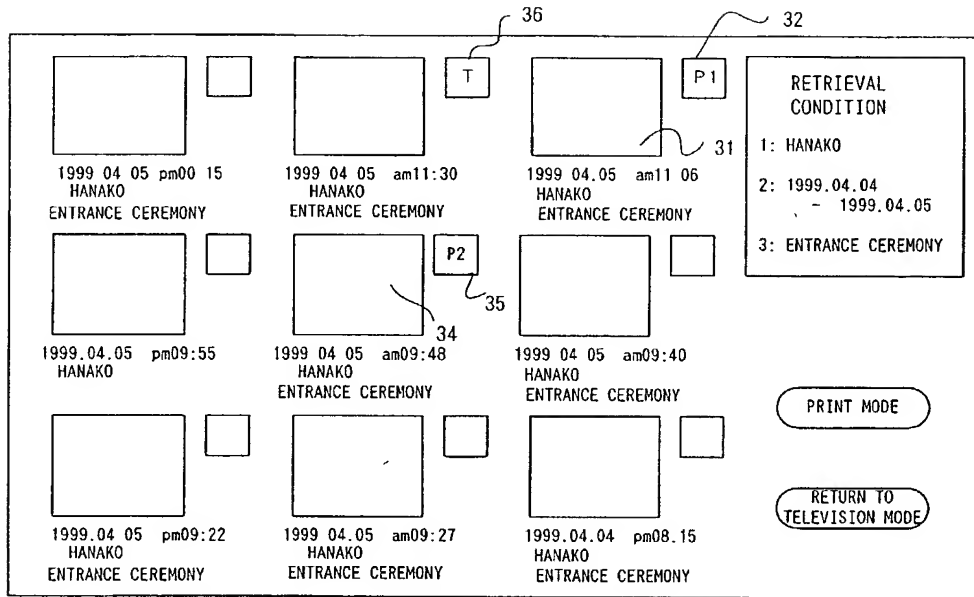 36
32
T
P1
31
1999 04 05 pm00 15
HANAKO
ENTRANCE CEREMONY
1999 04 05 am11:30
HANAKO
ENTRANCE CEREMONY
1999 04.05 am11 06
HANAKO
ENTRANCE CEREMONY
RETRIEVAL
CONDITION
1: HANAKO
2: 1999.04.04
- 1999.04.05
3: ENTRANCE CEREMONY
P2
35
34
1999.04.05 pm09:55
HANAKO
1999 04 05 am09:48
HANAKO
ENTRANCE CEREMONY
1999 04 05 am09:40
HANAKO
ENTRANCE CEREMONY
PRINT MODE
1999.04 05 pm09:22
HANAKO
ENTRANCE CEREMONY
1999 04.05 am09:27
HANAKO
ENTRANCE CEREMONY
1999.04.04 pm08.15
HANAKO
ENTRANCE CEREMONY
RETURN TO
TELEVISION MODE